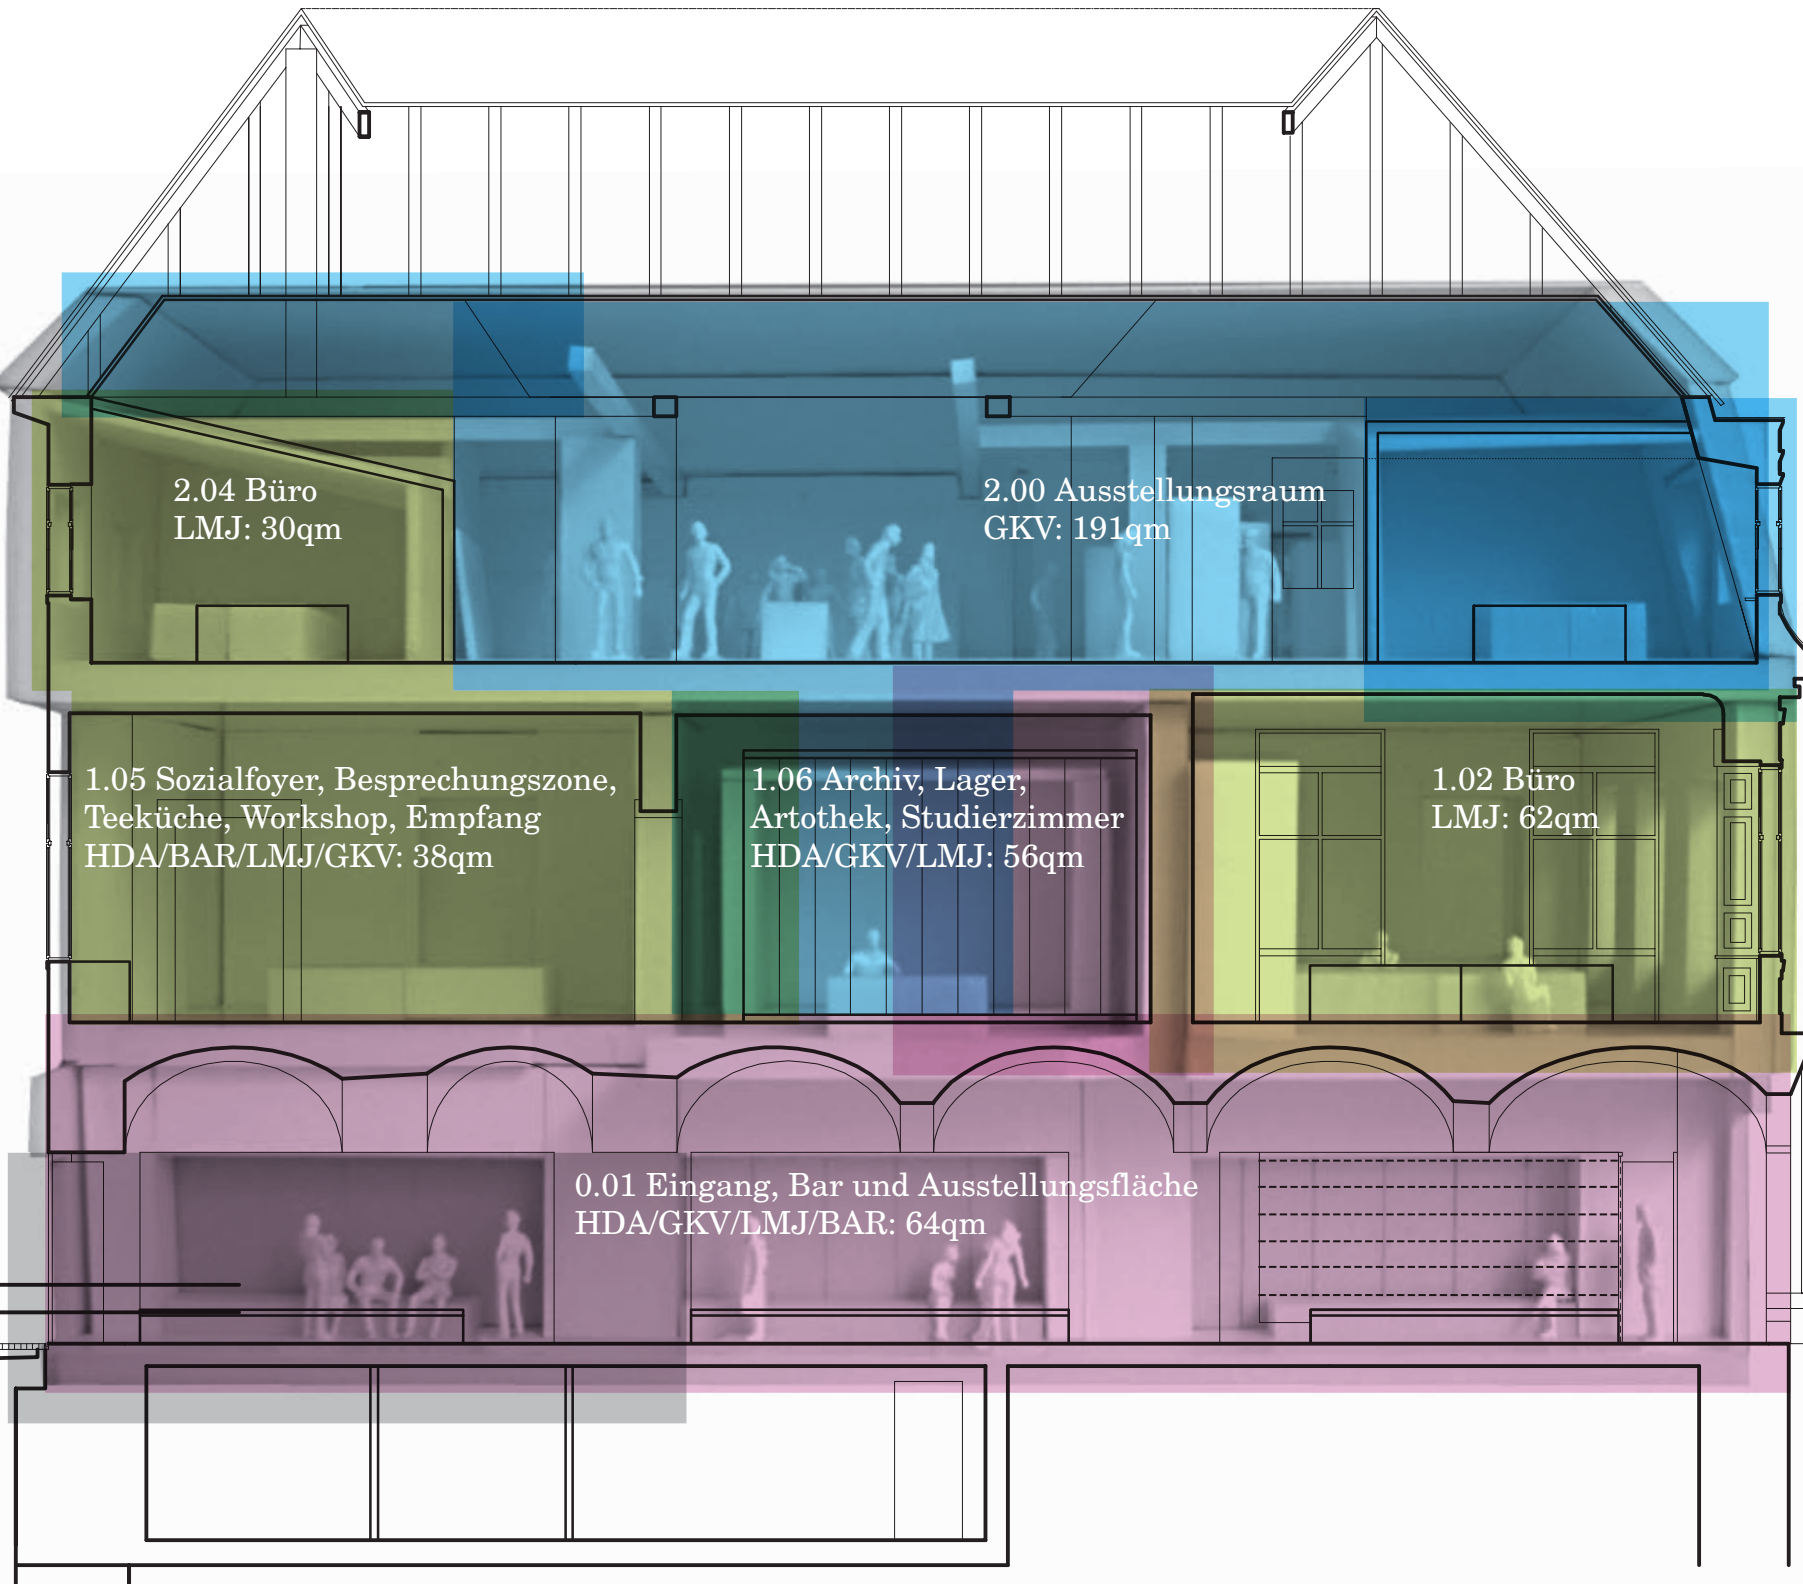 2.04 Büro
LMJ: 30qm
2.00 Ausstellungsraum
GKV: 191qm
1.05 Sozialfoyer, Besprechungszone,
Teeküche, Workshop, Empfang
HDA/BAR/LMJ/GKV: 38qm
1.06 Archiv, Lager,
Artothek, Studierzimmer
HDA/GKV/LMJ: 56qm
1.02 Büro
LMJ: 62qm
0.01 Eingang, Bar und Ausstellungsfläche
HDA/GKV/LMJ/BAR: 64qm